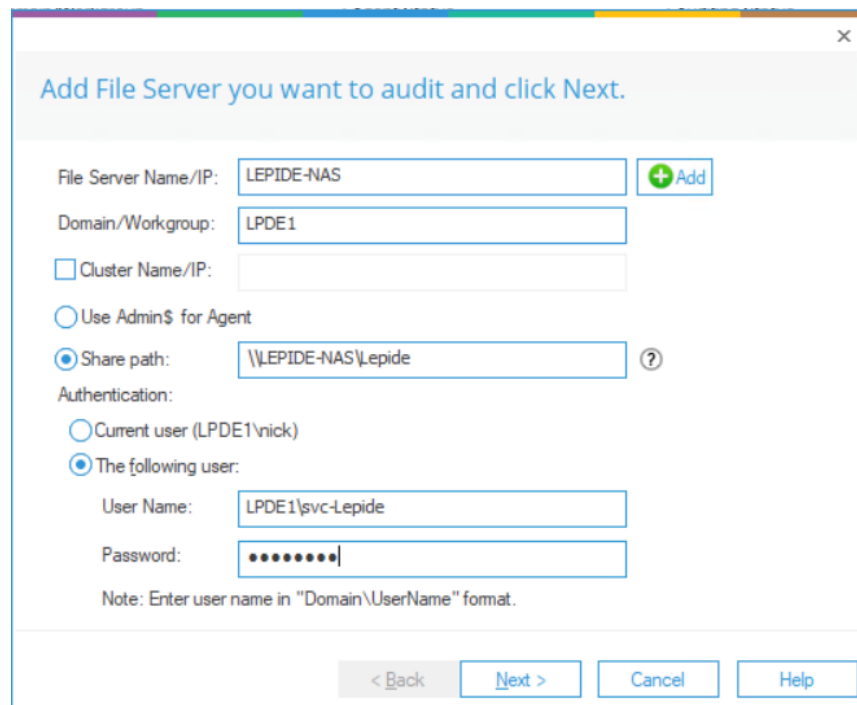 Add File Server you want to audit and click Next.
File Server Name/IP: LEPIDE-NAS Add
Domain/Workgroup: LPDE1
Cluster Name/IP:
Use Admin$ for Agent
Share path: \\LEPIDE-NAS\Lepide ?
Authentication:
Current user (LPDE1\nick)
The following user:
User Name: LPDE1\svc-Lepide
Password: ●●●●●●●●
Note: Enter user name in "Domain\UserName" format.
< Back Next > Cancel Help